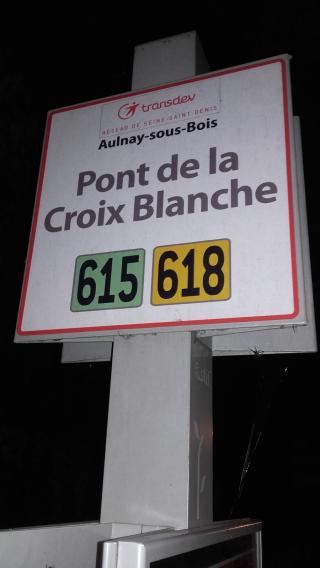 transdev
RÉSEAU DE SEINE-SAINT-DENIS
Aulnay-sous-Bois
Pont de la
Croix Blanche
615 618